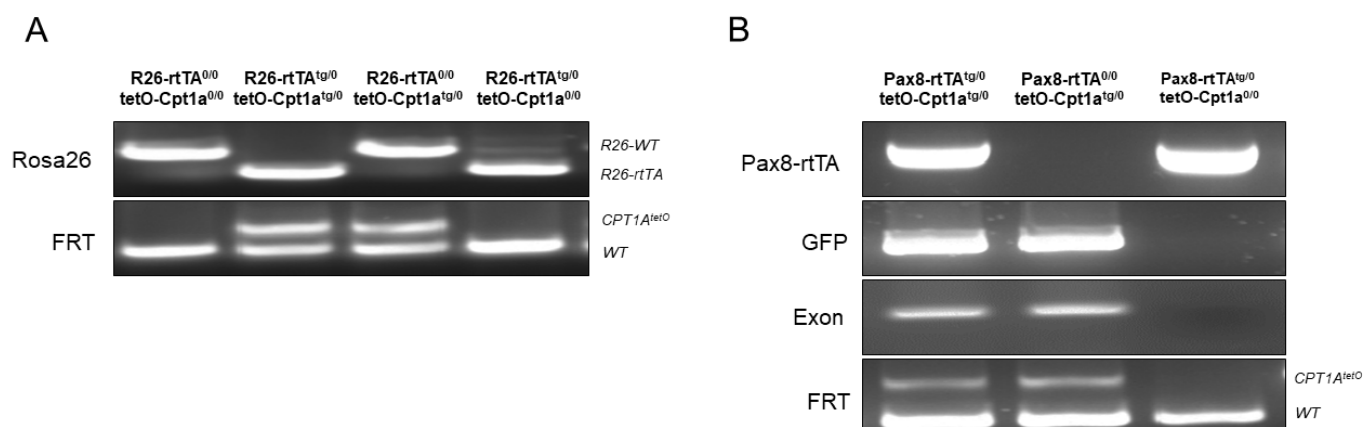 A
R26-rtTA0/0 R26-rtTAtg/0 R26-rtTA0/0 R26-rtTAtg/0
tetO-Cpt1a0/0 tetO-Cpt1atg/0 tetO-Cpt1atg/0 tetO-Cpt1a0/0
Rosa26
R26-WT
R26-rtTA
FRT
CPT1AtetO
WT
B
Pax8-rtTAtg/0 Pax8-rtTA0/0 Pax8-rtTAtg/0
tetO-Cpt1atg/0 tetO-Cpt1atg/0 tetO-Cpt1a0/0
Pax8-rtTA
GFP
Exon
FRT
CPT1AtetO
WT